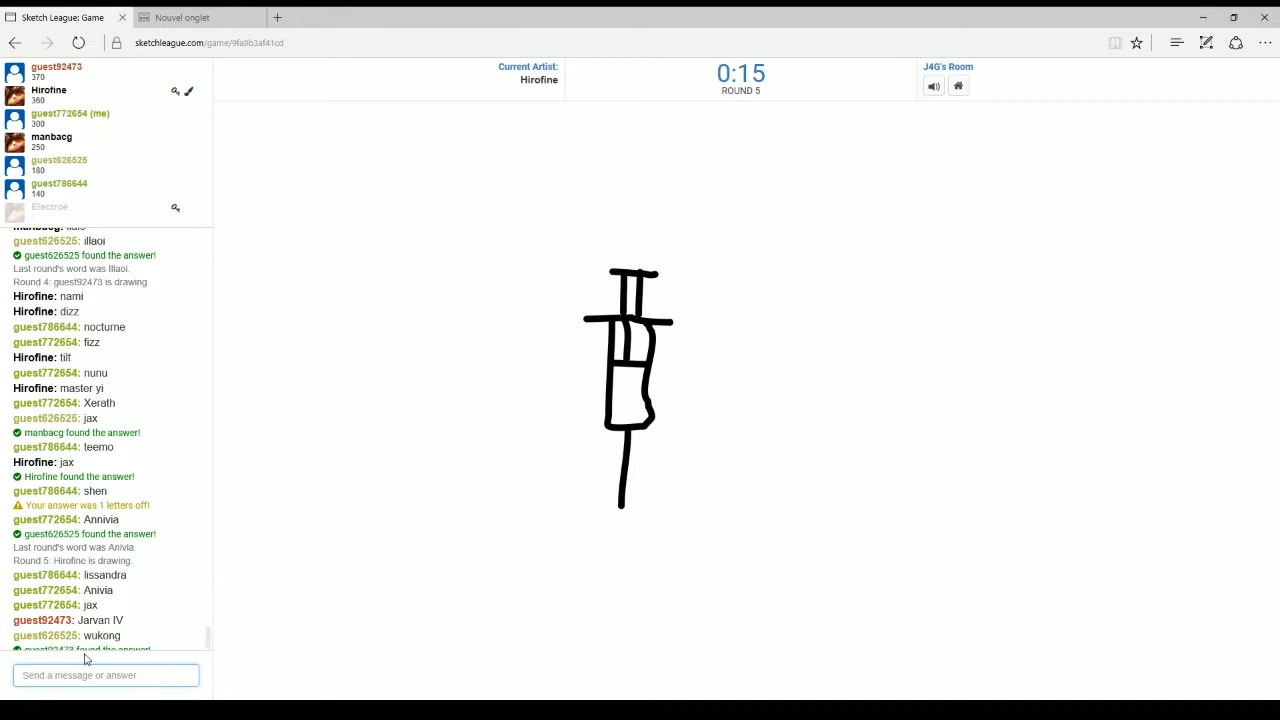 Sketch League: Game
Nouvel onglet
sketchleague.com/game/9fa8b3af41cd
guest92473
370
Hirofine
360
guest772654 (me)
300
manbacg
250
guest626525
180
guest786644
140
Electroe
Current Artist:
Hirofine
0:15
ROUND 5
J4G's Room
guest626525: illaoi
guest626525 found the answer!
Last round's word was Illaoi.
Round 4: guest92473 is drawing.
Hirofine: nami
Hirofine: dizz
guest786644: nocturne
guest772654: fizz
Hirofine: tilt
guest772654: nunu
Hirofine: master yi
guest772654: Xerath
guest626525: jax
manbacg found the answer!
guest786644: teemo
Hirofine: jax
Hirofine found the answer!
guest786644: shen
Your answer was 1 letters off!
guest772654: Annivia
guest626525 found the answer!
Last round's word was Anivia.
Round 5: Hirofine is drawing.
guest786644: lissandra
guest772654: Anivia
guest772654: jax
guest92473: Jarvan IV
guest626525: wukong
guest92473 found the answer!
Send a message or answer